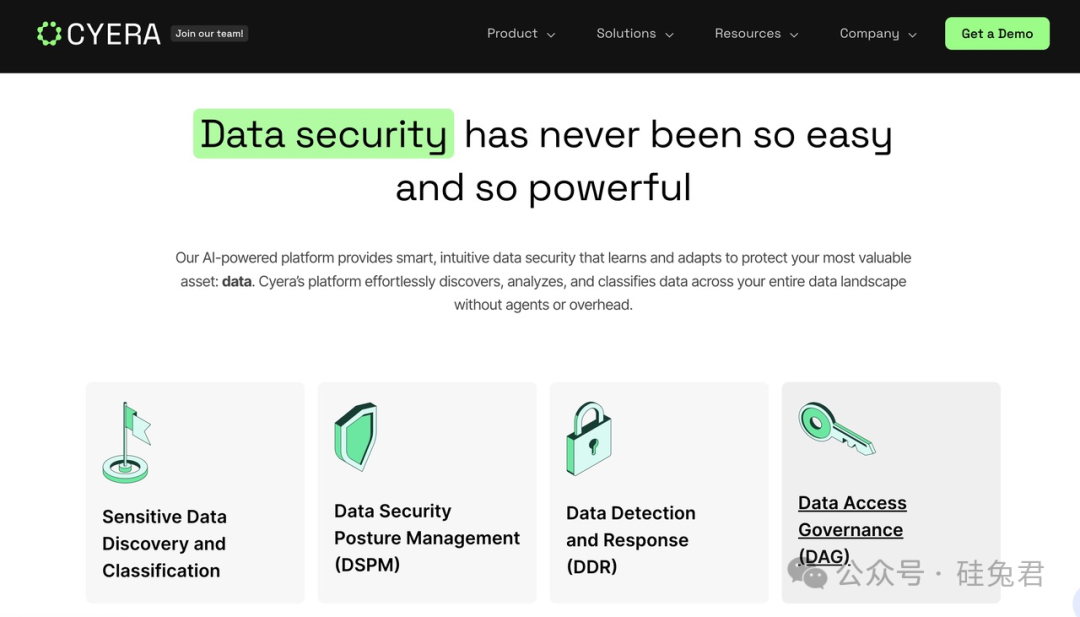 CYERA
Join our team!
Product
Solutions
Resources
Company
Get a Demo
Data security has never been so easy
and so powerful
Our AI-powered platform provides smart, intuitive data security that learns and adapts to protect your most valuable
asset: data. Cyera’s platform effortlessly discovers, analyzes, and classifies data across your entire data landscape
without agents or overhead.
Sensitive Data
Discovery and
Classification
Data Security
Posture Management
(DSPM)
Data Detection
and Response
(DDR)
Data Access
Governance
(DAG)
公众号 · 硅兔君